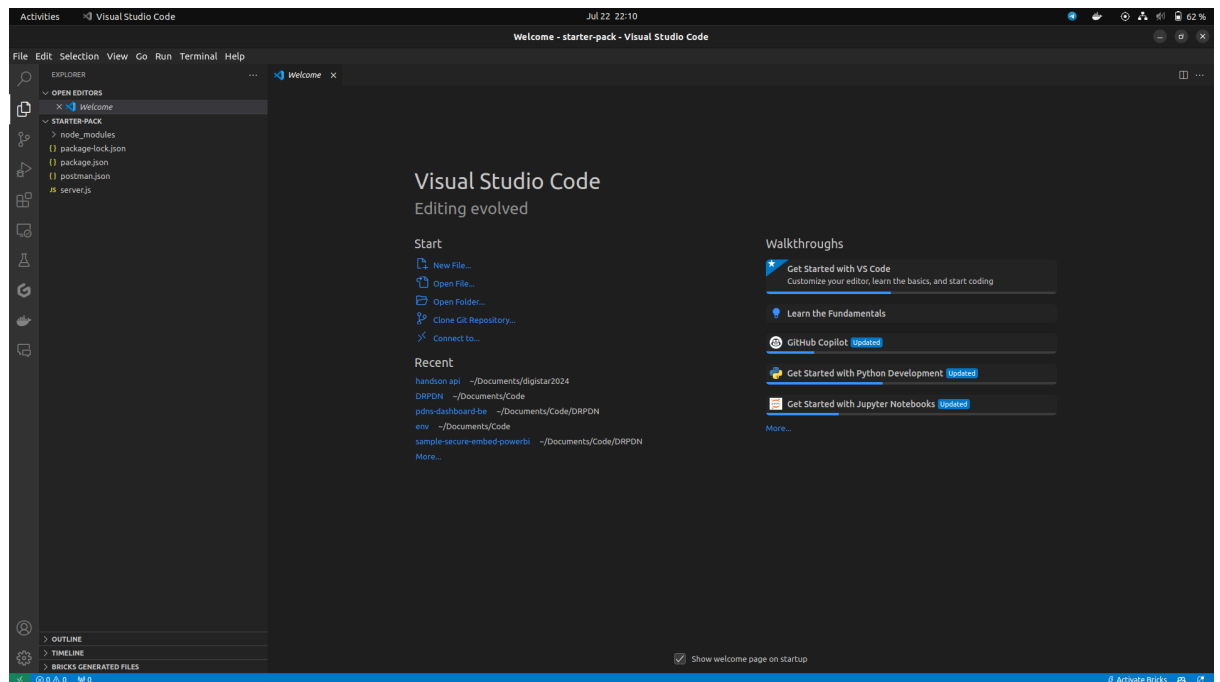 Activities Visual Studio Code Jul 22 22:10 62 %
Welcome - starter-pack - Visual Studio Code
File Edit Selection View Go Run Terminal Help
EXPLORER
OPEN EDITORS
Welcome
STARTER-PACK
node_modules
{} package-lock.json
{} package.json
{} postman.json
JS server.js
OUTLINE
TIMELINE
BRICKS GENERATED FILES
Welcome
Visual Studio Code
Editing evolved
Start
New File...
Open File...
Open Folder...
Clone Git Repository...
Connect to...
Recent
handson api ~/Documents/digistar2024
DRPDN ~/Documents/Code
pdns-dashboard-be ~/Documents/Code/DRPDN
env ~/Documents/Code
sample-secure-embed-powerbi ~/Documents/Code/DRPDN
More...
Walkthroughs
Get Started with VS Code
Customize your editor, learn the basics, and start coding
Learn the Fundamentals
GitHub Copilot Updated
Get Started with Python Development Updated
Get Started with Jupyter Notebooks Updated
More...
Show welcome page on startup
0 0 0 Activate Bricks